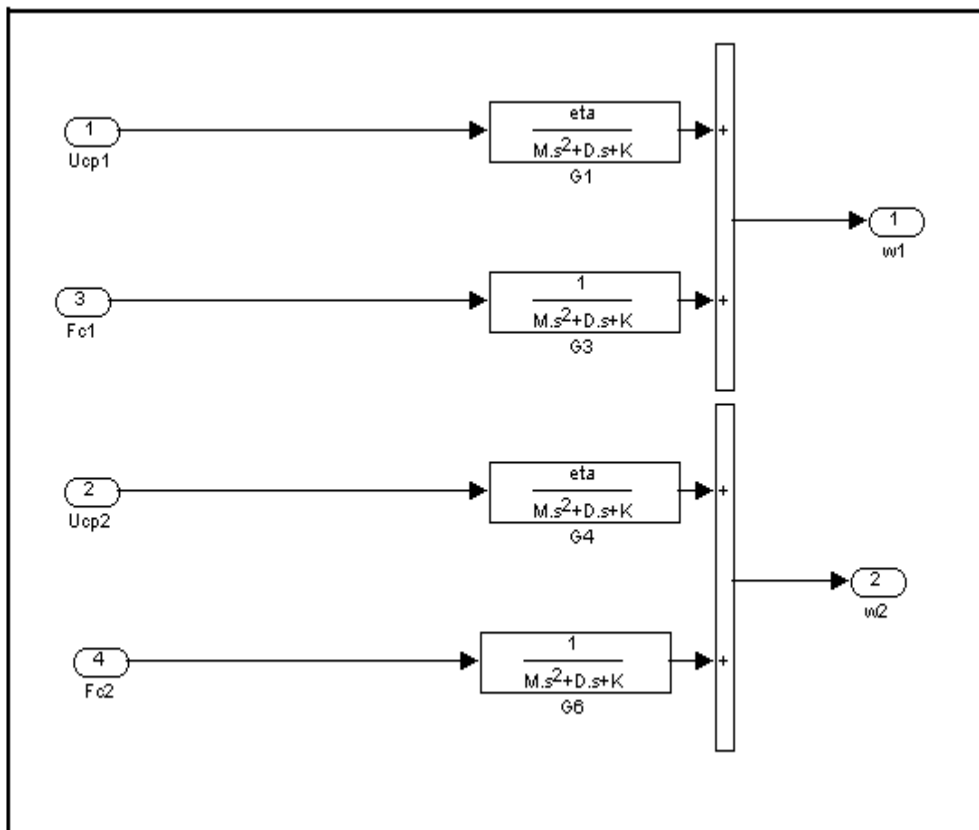 1
Ucp1
eta
M.s²+D.s+K
G1
+
1
w1
3
Fc1
1
M.s²+D.s+K
G3
+
2
Ucp2
eta
M.s²+D.s+K
G4
+
2
w2
4
Fc2
1
M.s²+D.s+K
G6
+